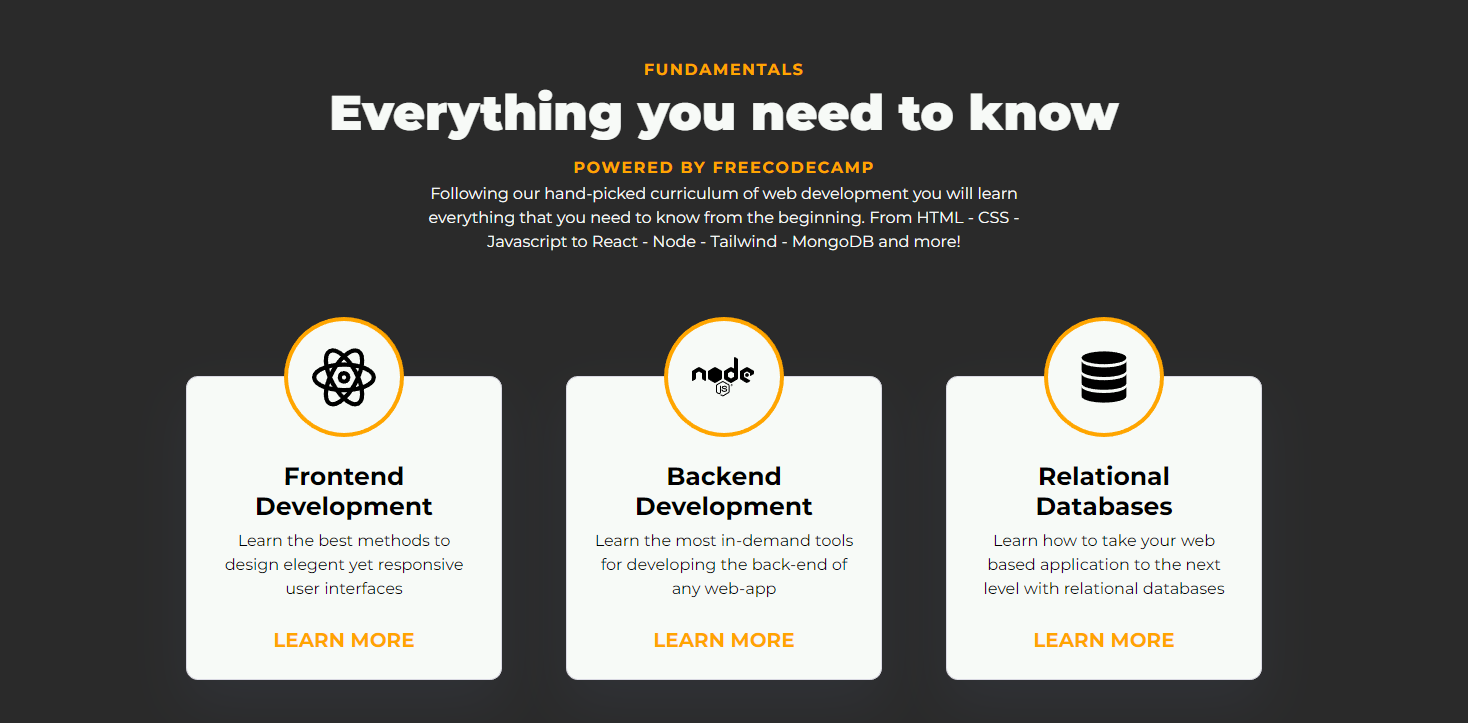 FUNDAMENTALS
Everything you need to know
POWERED BY FREECODECAMP
Following our hand-picked curriculum of web development you will learn
everything that you need to know from the beginning. From HTML - CSS -
Javascript to React - Node - Tailwind - MongoDB and more!
Frontend
Development
Learn the best methods to
design elegent yet responsive
user interfaces
LEARN MORE
node
JS
Backend
Development
Learn the most in-demand tools
for developing the back-end of
any web-app
LEARN MORE
Relational
Databases
Learn how to take your web
based application to the next
level with relational databases
LEARN MORE